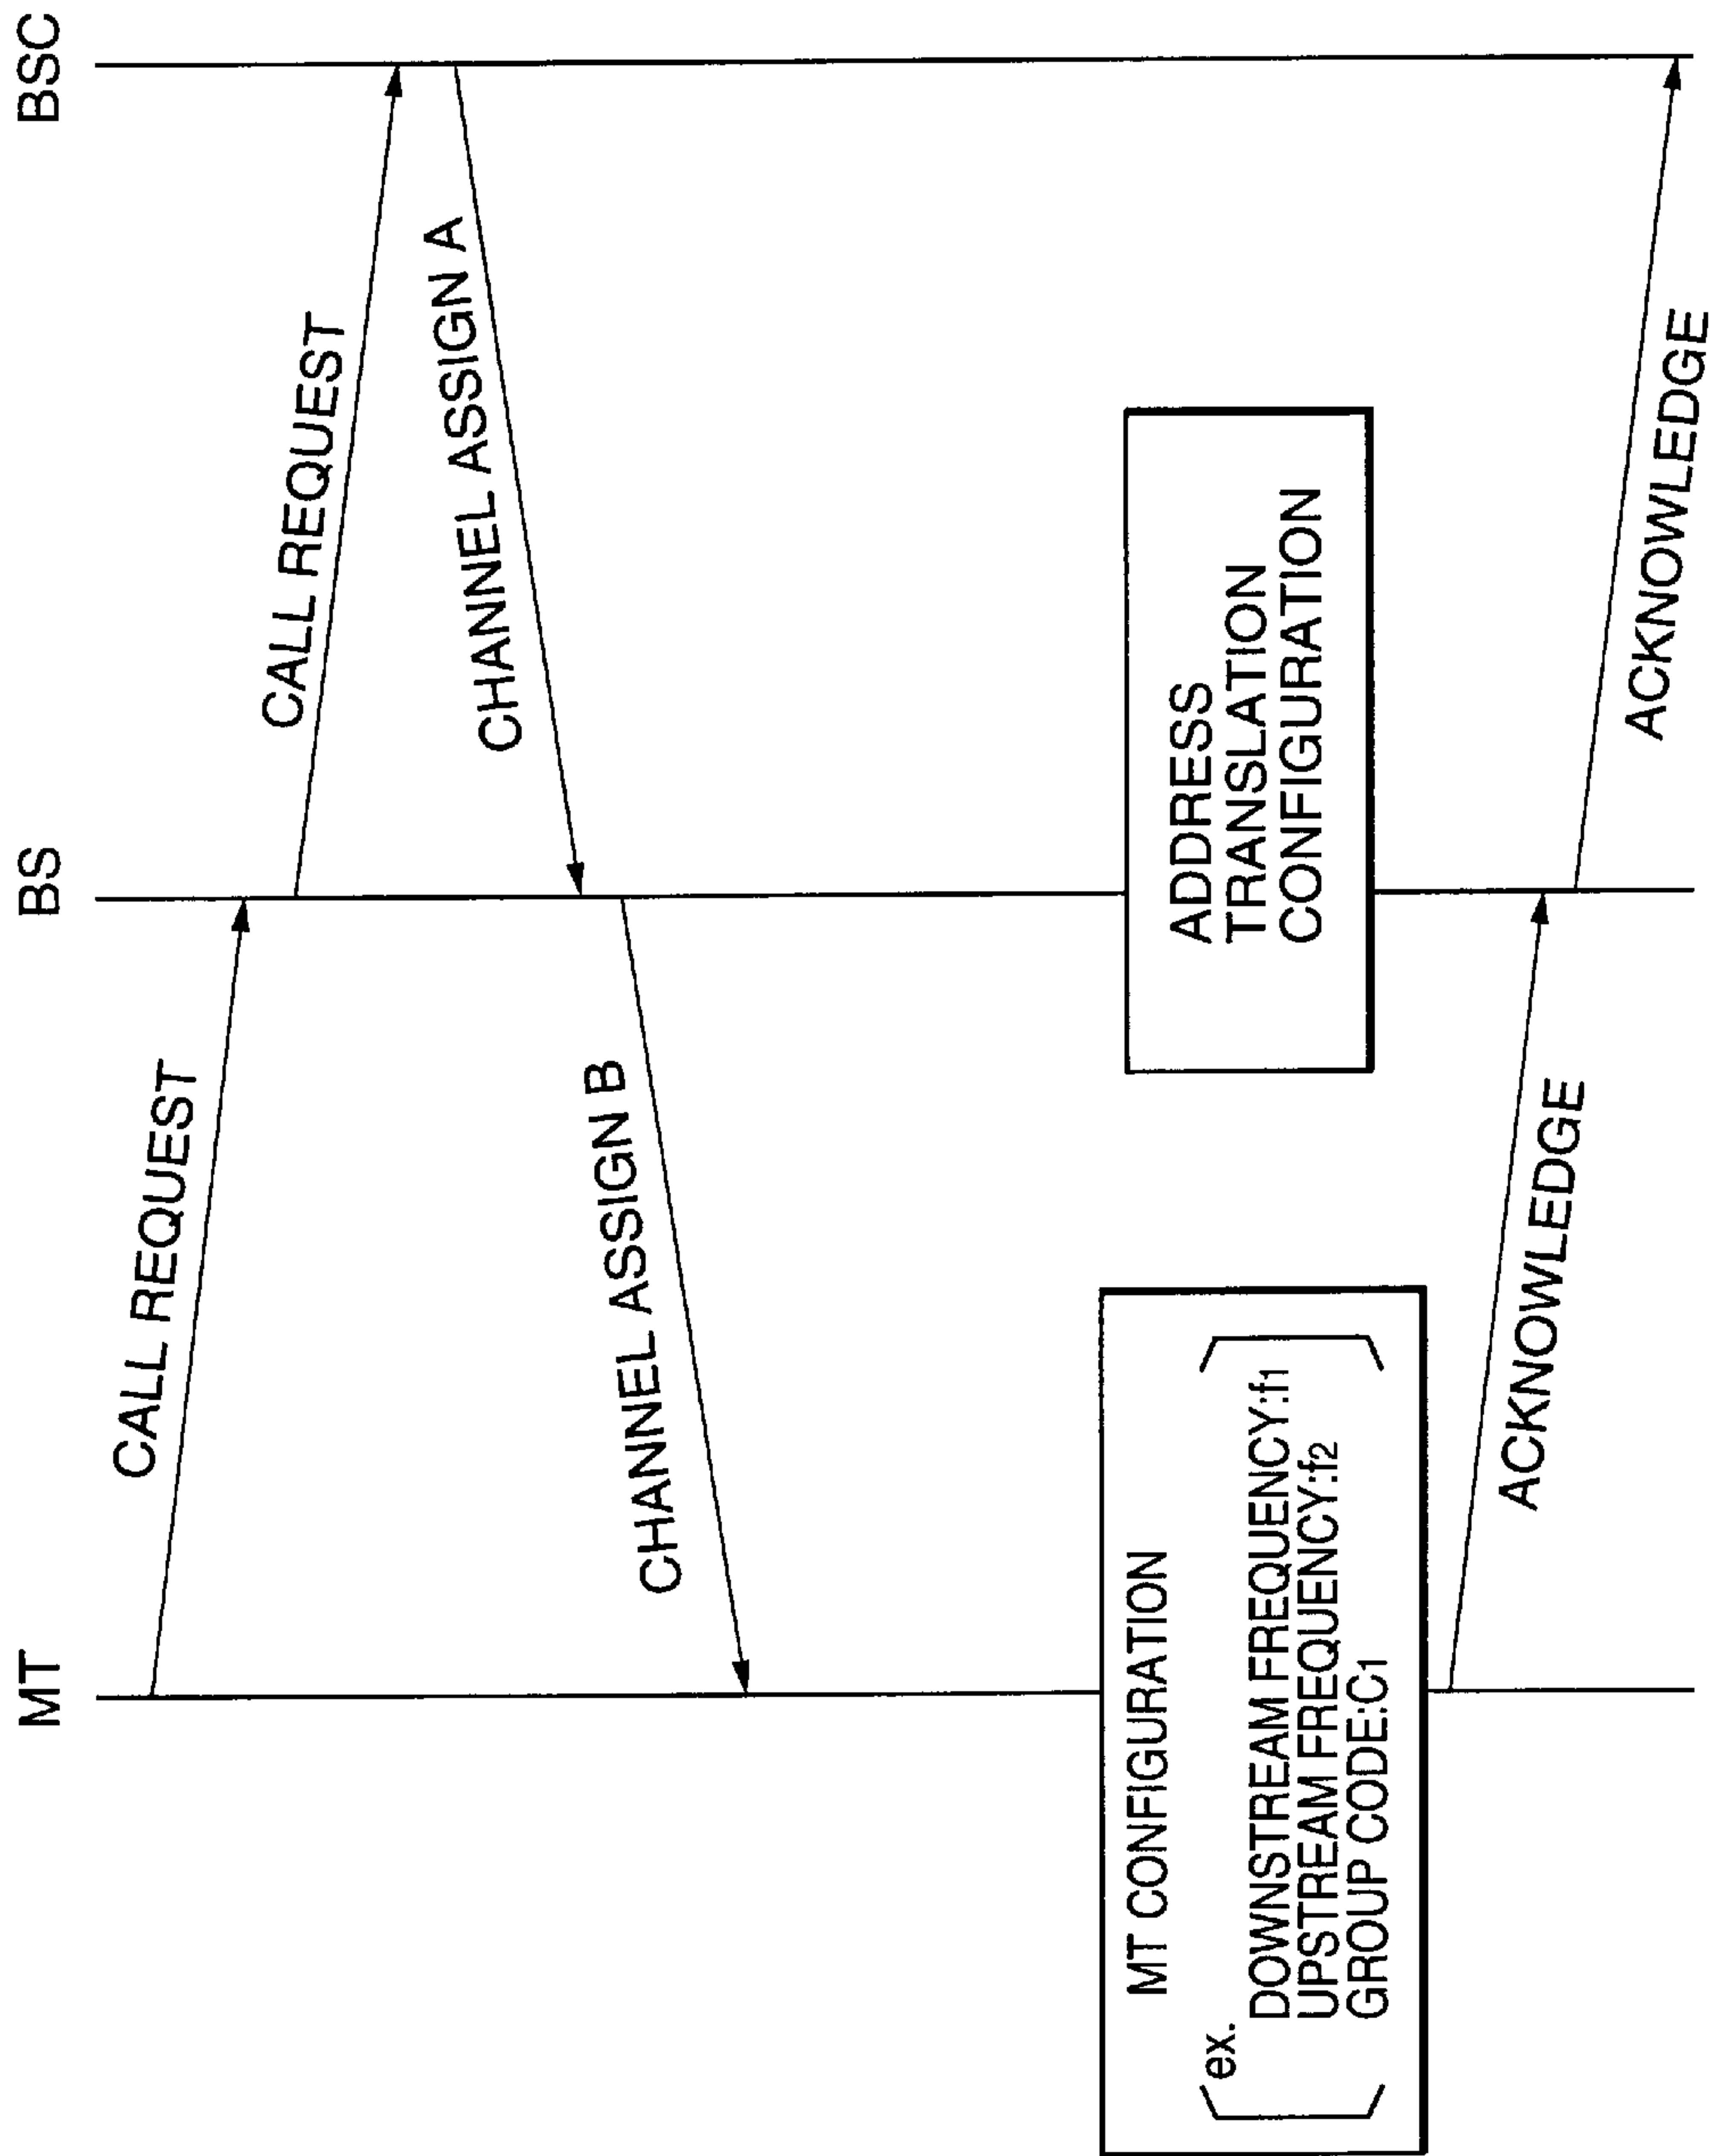 MT
BS
BSC
CALL REQUEST
CALL REQUEST
CHANNEL ASSIGN A
CHANNEL ASSIGN B
MT CONFIGURATION
ex.
DOWNSTREAM FREQUENCY:f1
UPSTREAM FREQUENCY:f2
GROUP CODE:C1
ADDRESS
TRANSLATION
CONFIGURATION
ACKNOWLEDGE
ACKNOWLEDGE